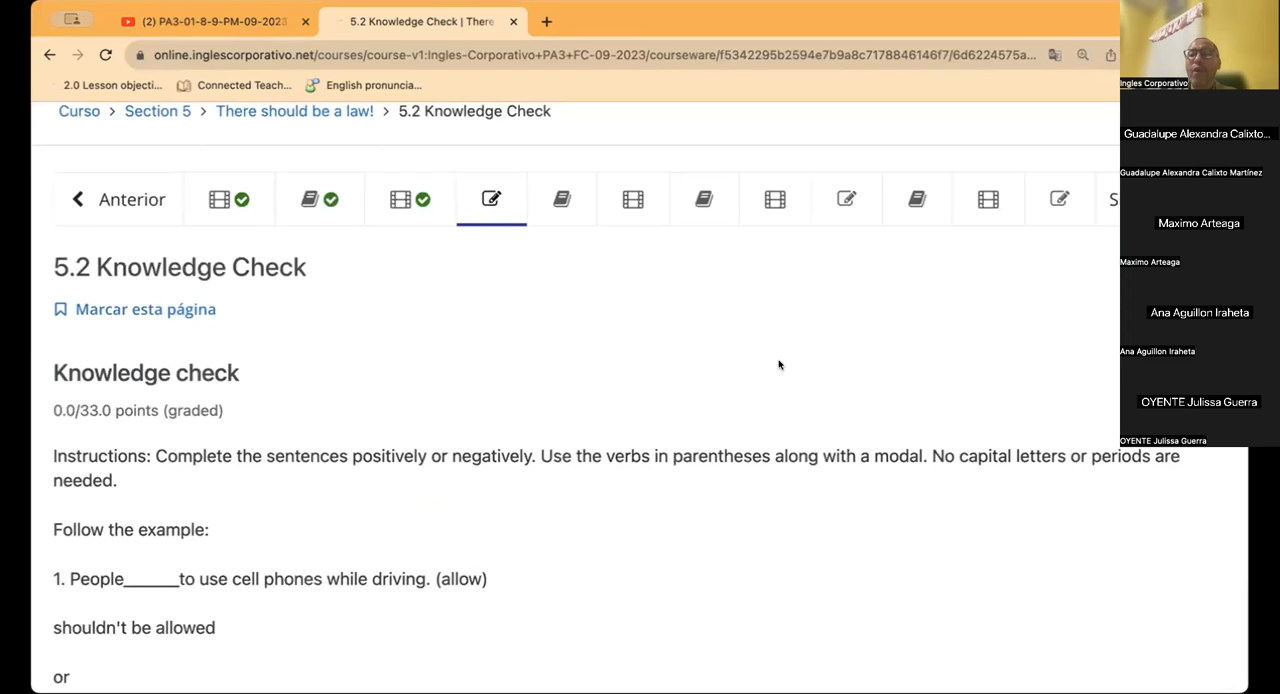 (2) PA3-01-8-9-PM-09-2023
5.2 Knowledge Check | There
online.inglescorporativo.net/courses/course-v1:Ingles-Corporativo+PA3+FC-09-2023/courseware/f5342295b2594e7b9a8c7178846146f7/6d6224575a...
2.0 Lesson objecti...
Connected Teach...
English pronuncia...
Curso > Section 5 > There should be a law! > 5.2 Knowledge Check
Anterior
S
5.2 Knowledge Check
Marcar esta página
Knowledge check
0.0/33.0 points (graded)
Instructions: Complete the sentences positively or negatively. Use the verbs in parentheses along with a modal. No capital letters or periods are
needed.
Follow the example:
1. People______to use cell phones while driving. (allow)
shouldn't be allowed
or
Ingles Corporativo
Guadalupe Alexandra Calixto...
Guadalupe Alexandra Calixto Martínez
Maximo Arteaga
Maximo Arteaga
Ana Aguillon Iraheta
Ana Aguillon Iraheta
OYENTE Julissa Guerra
OYENTE Julissa Guerra